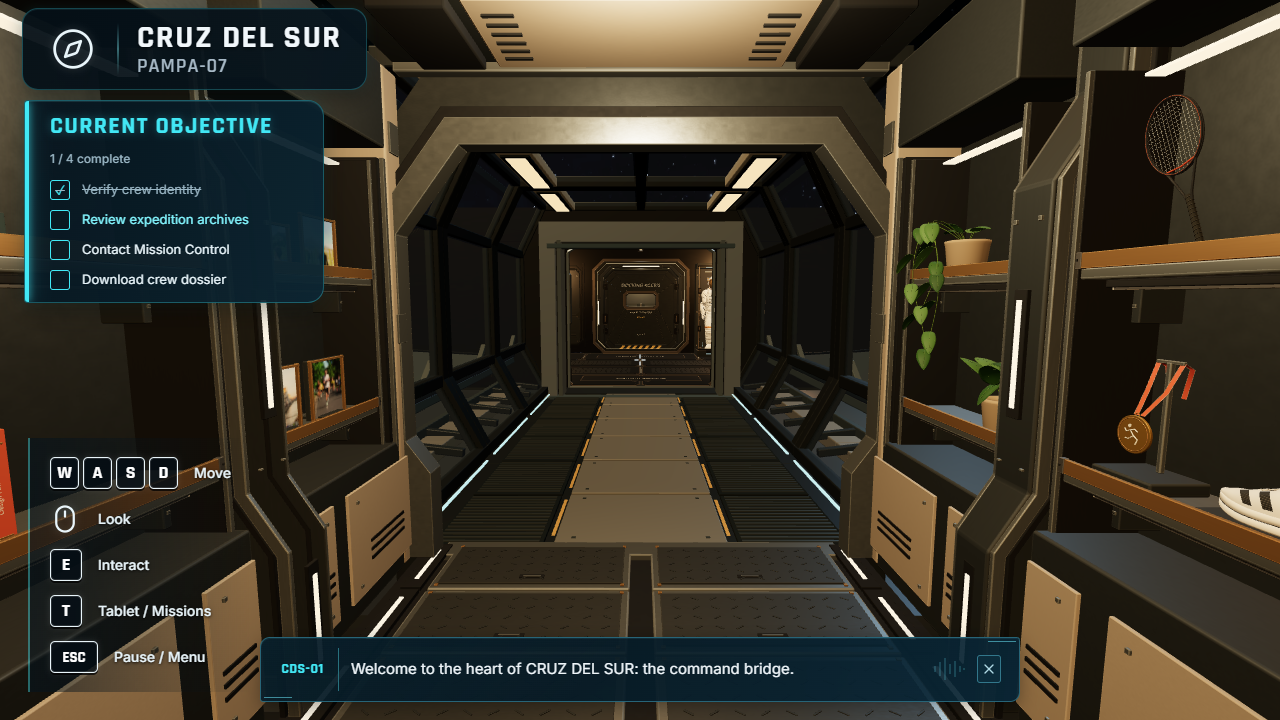 CRUZ DEL SUR
PAMPA-07
CURRENT OBJECTIVE
1 / 4 complete
Verify crew identity
Review expedition archives
Contact Mission Control
Download crew dossier
W A S D Move
Look
E Interact
T Tablet / Missions
ESC Pause / Menu
CDS-01 Welcome to the heart of CRUZ DEL SUR: the command bridge.